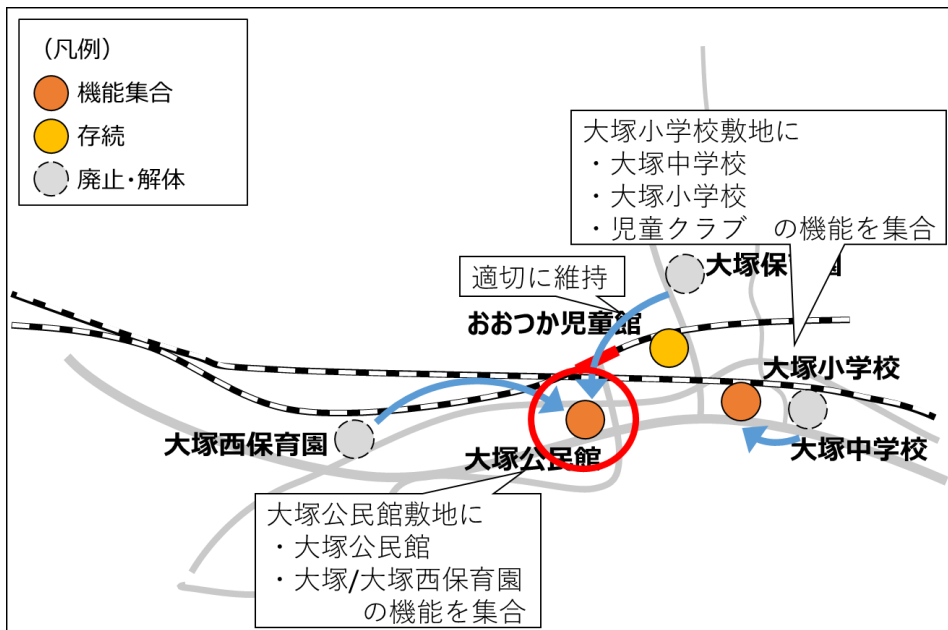 (凡例)
機能集合
存続
廃止・解体
大塚小学校敷地に
・大塚中学校
・大塚小学校
・児童クラブ の機能を集合
適切に維持
大塚保 園
おおつか児童館
大塚小学校
大塚西保育園
大塚公民館
大塚中学校
大塚公民館敷地に
・大塚公民館
・大塚/大塚西保育園
の機能を集合